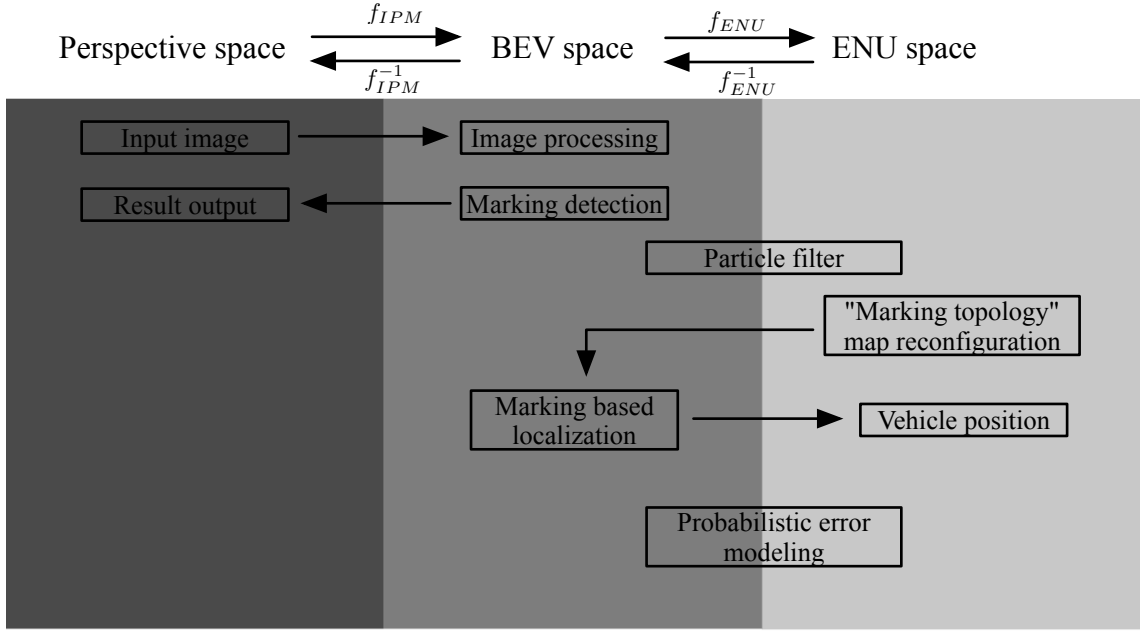 f_{IPM}
f_{ENU}
Perspective space
BEV space
ENU space
f_{IPM}^{-1}
f_{ENU}^{-1}
Input image
Image processing
Result output
Marking detection
Particle filter
"Marking topology"
map reconfiguration
Marking based
localization
Vehicle position
Probabilistic error
modeling